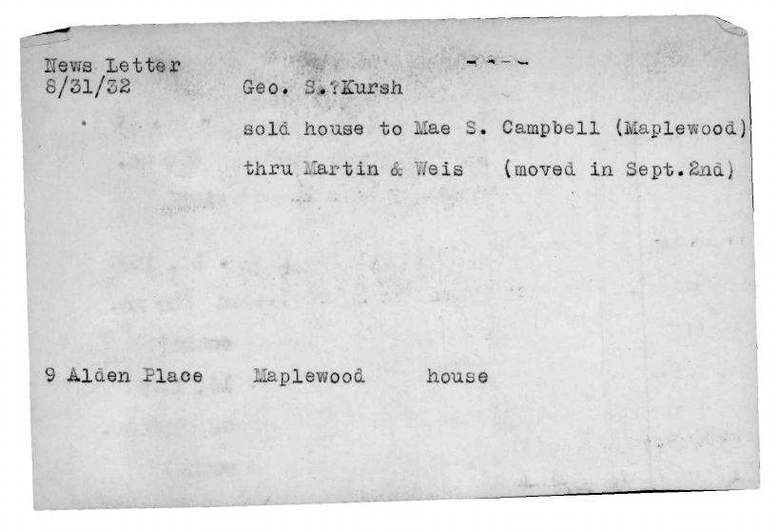 News Letter
8/31/32 Geo. S.?Kursh
sold house to Mae S. Campbell (Maplewood)
thru Martin & Weis (moved in Sept.2nd)
9 Alden Place Maplewood house